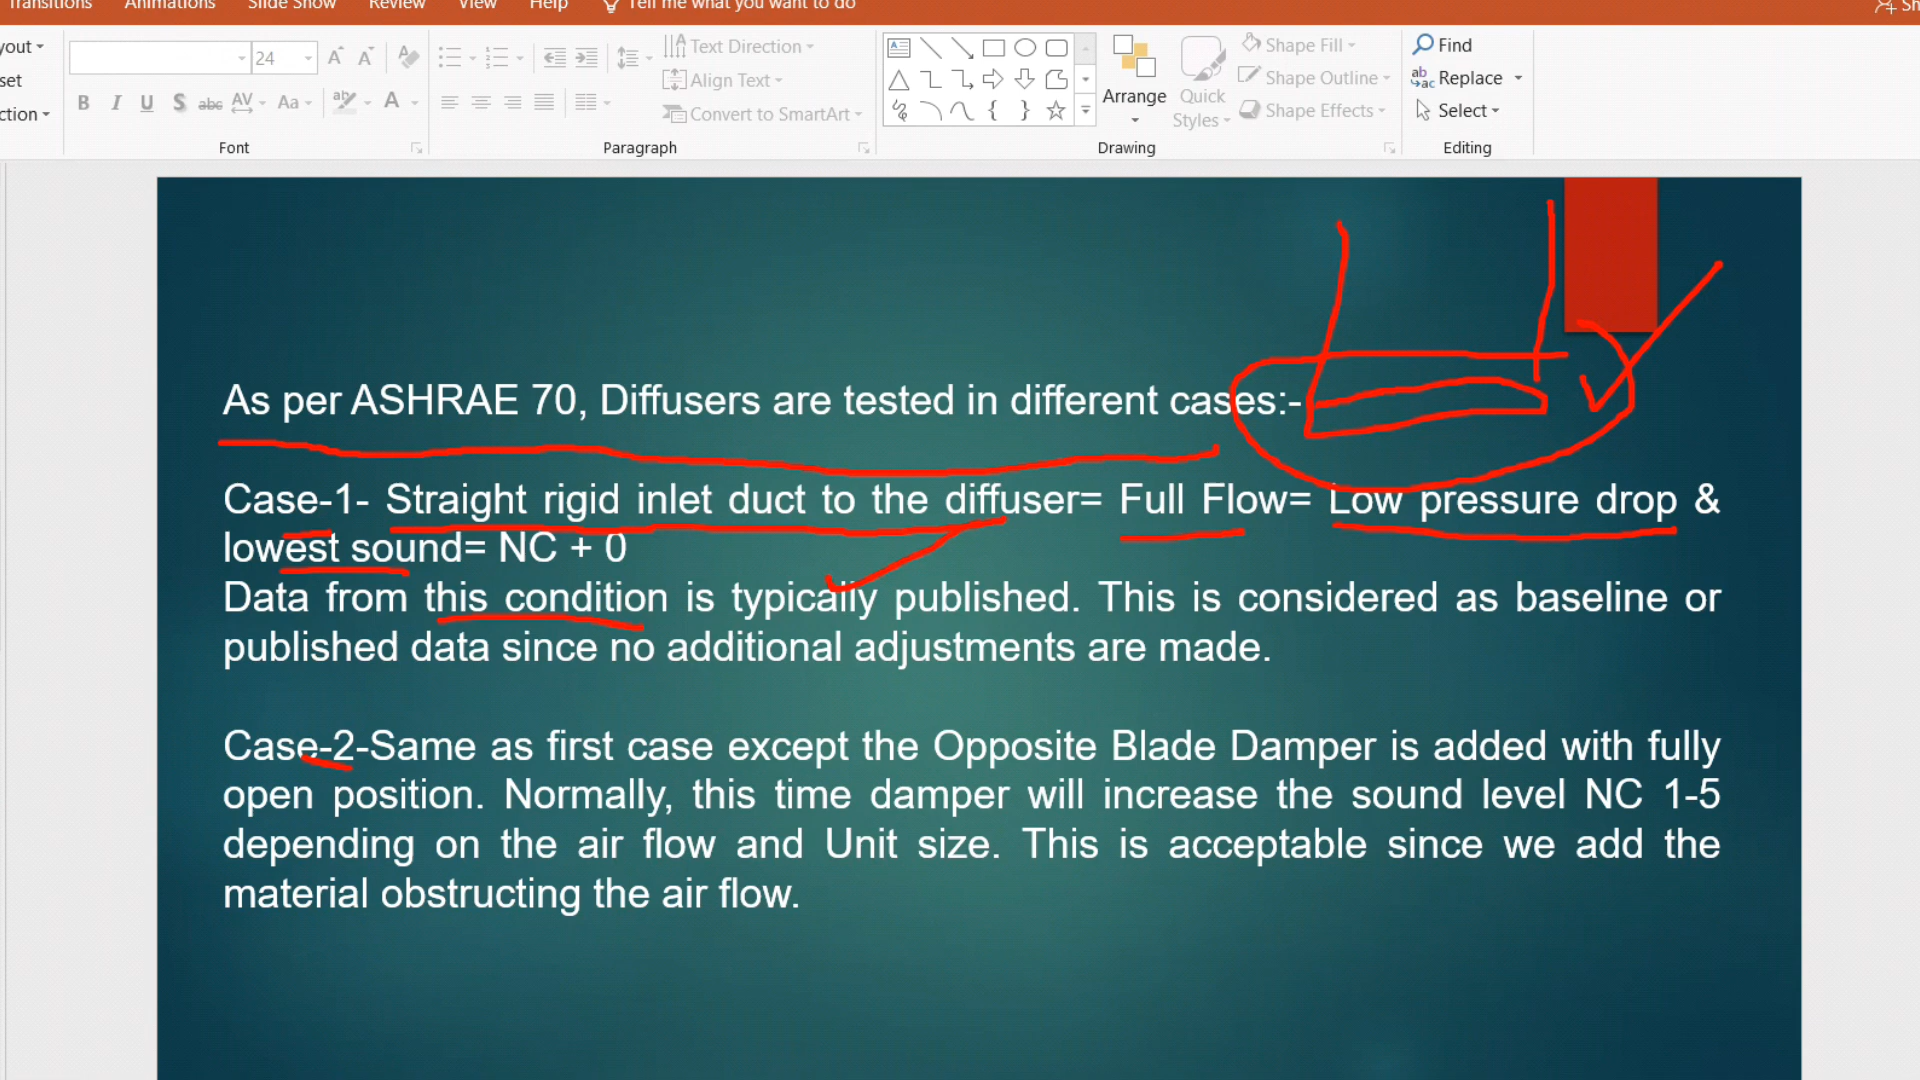 Transitions Animations Slide Show Review View Help Tell me what you want to do
Find
24 Text Direction Shape Fill
Align Text Shape Outline Replace
Arrange Quick Styles
B I U S abc AV Aa A Convert to SmartArt Shape Effects Select
Font Paragraph Drawing Editing
As per ASHRAE 70, Diffusers are tested in different cases:-
Case-1- Straight rigid inlet duct to the diffuser= Full Flow= Low pressure drop &
lowest sound= NC + 0
Data from this condition is typically published. This is considered as baseline or
published data since no additional adjustments are made.
Case-2-Same as first case except the Opposite Blade Damper is added with fully
open position. Normally, this time damper will increase the sound level NC 1-5
depending on the air flow and Unit size. This is acceptable since we add the
material obstructing the air flow.